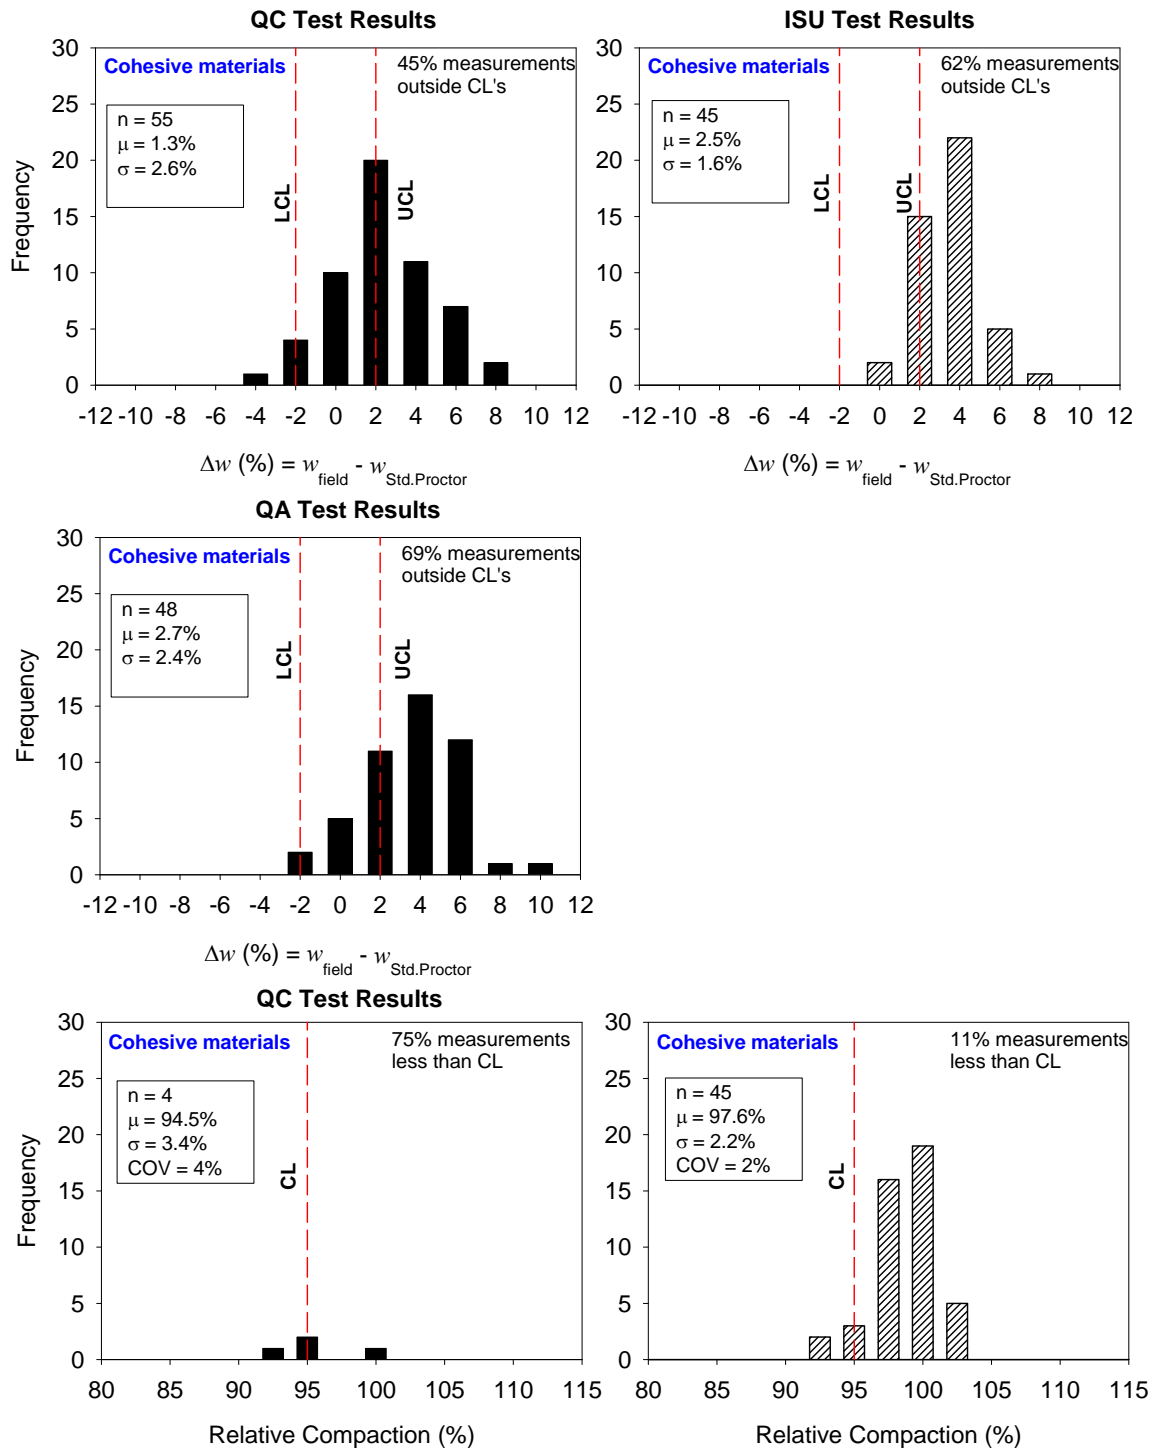 QC Test Results
Cohesive materials
45% measurements
outside CL's
n = 55
μ = 1.3%
σ = 2.6%
LCL
UCL
Frequency
30
25
20
15
10
5
0
-12 -10 -8 -6 -4 -2 0 2 4 6 8 10 12
Δw (%) = w field - w Std.Proctor
ISU Test Results
Cohesive materials
62% measurements
outside CL's
n = 45
μ = 2.5%
σ = 1.6%
LCL
UCL
30
25
20
15
10
5
0
-12 -10 -8 -6 -4 -2 0 2 4 6 8 10 12
Δw (%) = w field - w Std.Proctor
QA Test Results
Cohesive materials
69% measurements
outside CL's
n = 48
μ = 2.7%
σ = 2.4%
LCL
UCL
Frequency
30
25
20
15
10
5
0
-12 -10 -8 -6 -4 -2 0 2 4 6 8 10 12
Δw (%) = w field - w Std.Proctor
QC Test Results
Cohesive materials
75% measurements
less than CL
n = 4
μ = 94.5%
σ = 3.4%
COV = 4%
CL
Frequency
30
25
20
15
10
5
0
80 85 90 95 100 105 110 115
Relative Compaction (%)
Cohesive materials
11% measurements
less than CL
n = 45
μ = 97.6%
σ = 2.2%
COV = 2%
CL
30
25
20
15
10
5
0
80 85 90 95 100 105 110 115
Relative Compaction (%)